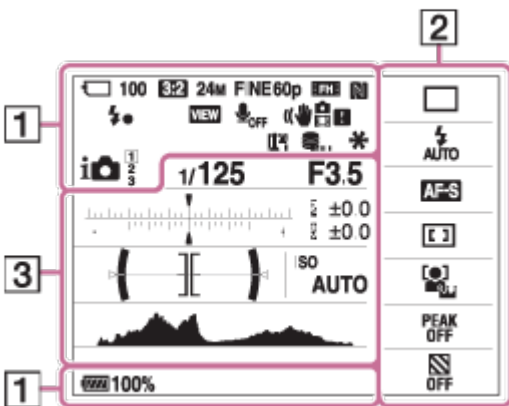 2
1
100 3:2 24M FINE 60p FH N
VIEW OFF
i 1 2 3
1/125 F3.5
±0.0
±0.0
ISO
AUTO
3
1
100%
AUTO
AF-S
PEAK
OFF
OFF